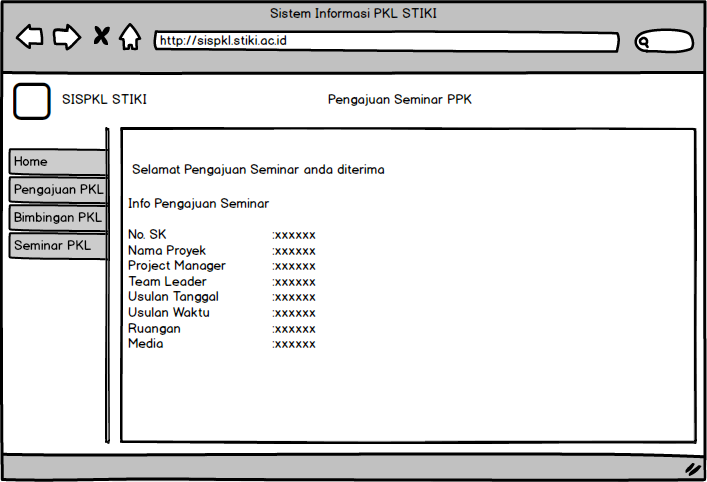 Sistem Informasi PKL STIKI
http://sispkl.stiki.ac.id
SISPKL STIKI
Pengajuan Seminar PPK
Home
Pengajuan PKL
Bimbingan PKL
Seminar PKL
Selamat Pengajuan Seminar anda diterima
Info Pengajuan Seminar
No. SK :xxxxxx
Nama Proyek :xxxxxx
Project Manager :xxxxxx
Team Leader :xxxxxx
Usulan Tanggal :xxxxxx
Usulan Waktu :xxxxxx
Ruangan :xxxxxx
Media :xxxxxx